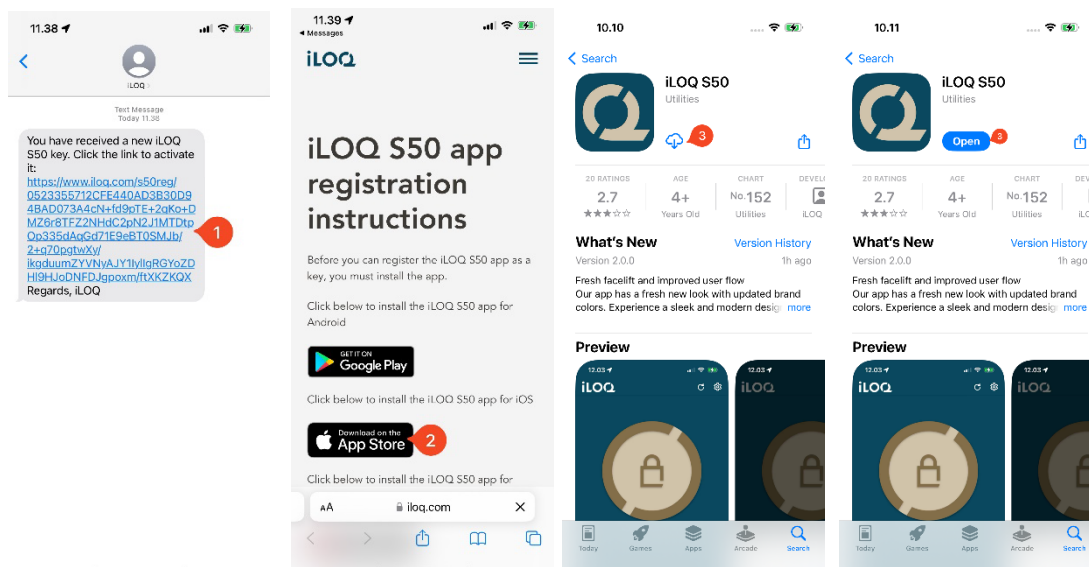 11.38
iLOQ
Text Message
Today 11.38
You have received a new iLOQ
S50 key. Click the link to activate
it:
https://www.iloq.com/s50reg/
0523355712CFE440AD3B30D9
4BAD073A4cN+fd9pTE+2qKo+D
MZ6r8TFZ2NHdC2pN2J1MTDtp
Op335dAqGd71E9eBT0SMJb/
2+q70pgtwXy/
Regards, iLOQ
1
11.39
Messages
iLOQ
iLOQ S50 app
registration
instructions
Before you can register the iLOQ S50 app as a
key, you must install the app.
Click below to install the iLOQ S50 app for
Android
GET IT ON
Google Play
Click below to install the iLOQ S50 app for iOS
Download on the
App Store
2
Click below to install the iLOQ S50 app for
AA
iloq.com
10.10
Search
iLOQ S50
Utilities
3
20 RATINGS
2.7
AGE
4+
Years Old
CHART
No.152
Utilities
DEVEL
iLOQ
What's New
Version History
Version 2.0.0
1h ago
Fresh facelift and improved user flow
Our app has a fresh new look with updated brand
colors. Experience a sleek and modern desig more
Preview
12.03
iLOQ
12.03
iLOQ
Today
Games
Apps
Arcade
Search
10.11
Search
iLOQ S50
Utilities
Open
3
20 RATINGS
2.7
AGE
4+
Years Old
CHART
No.152
Utilities
DEV
iLO
What's New
Version History
Version 2.0.0
1h ago
Fresh facelift and improved user flow
Our app has a fresh new look with updated brand
colors. Experience a sleek and modern desig more
Preview
12.03
iLOQ
12.03
iLOQ
Today
Games
Apps
Arcade
Search